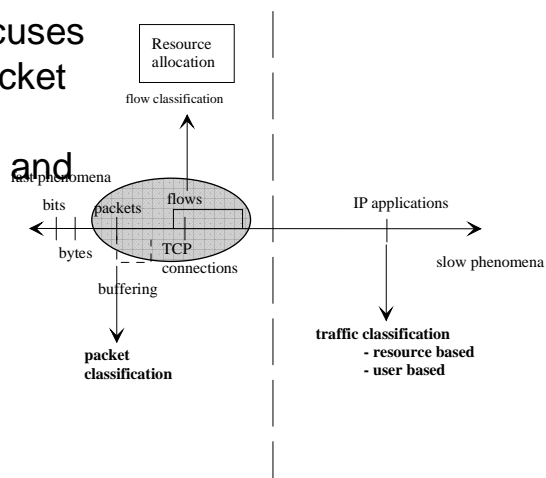 cuses
cket
and
Resource
allocation
flow classification
fast phenomena
bits
packets
flows
IP applications
bytes
TCP
connections
slow phenomena
buffering
packet
classification
traffic classification
- resource based
- user based